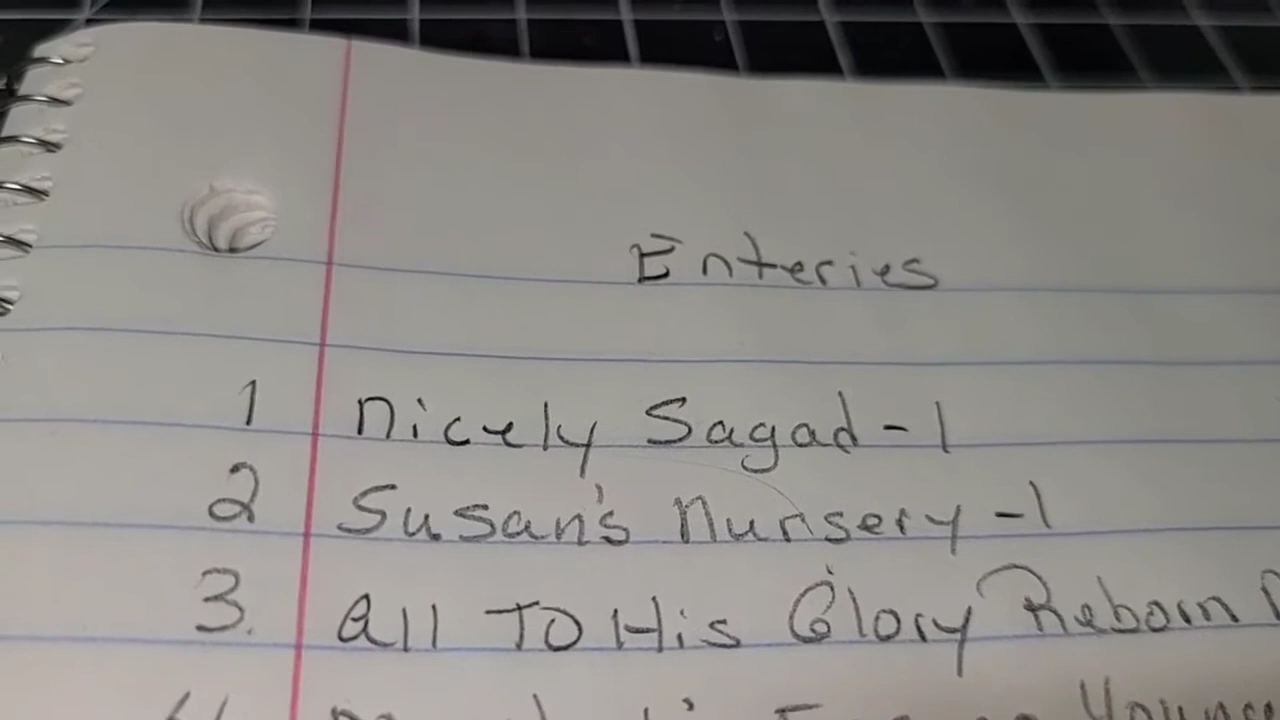 Enteries
1 Nicely Sagad - 1
2 Susan's Nursery - 1
3. All To His Glory Reborn